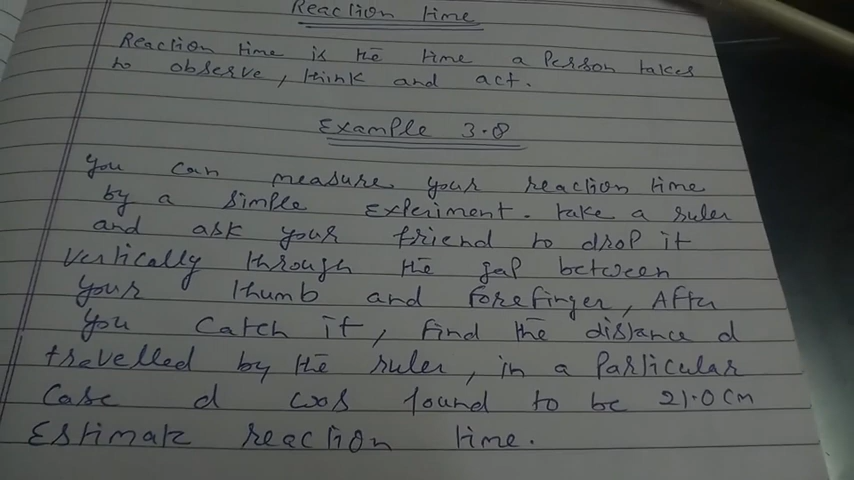 Reaction time
Reaction time is the time a Person takes
to observe, think and act.
Example 3.8
you can measure your reaction time
by a simple experiment. take a ruler
and ask your friend to drop it
vertically through the gap between
your thumb and forefinger, After
you catch it, find the distance d
travelled by the ruler, in a Particular
Case d was found to be 21.0 cm
Estimate reaction time.